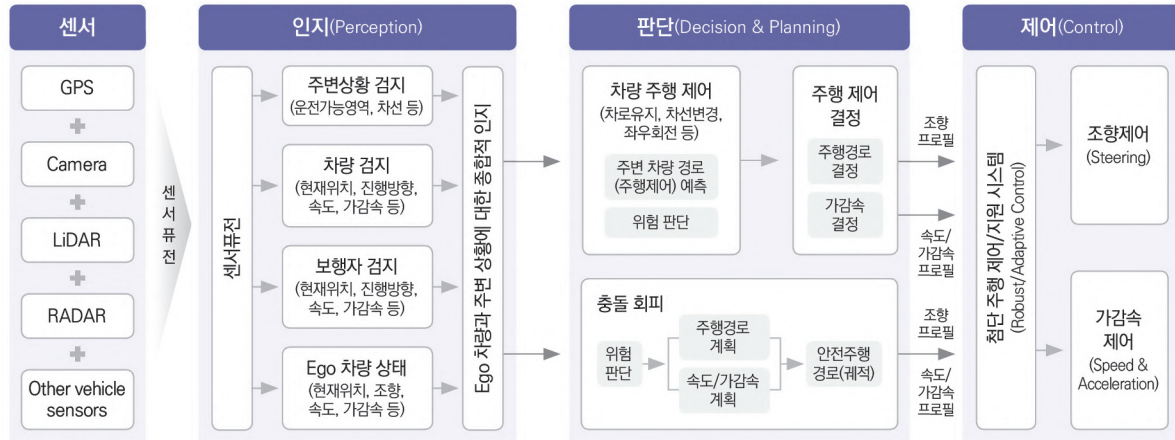 센서
GPS
Camera
LiDAR
RADAR
Other vehicle
sensors
센서퓨전
인지(Perception)
센서퓨전
주변상황 검지
(운전가능영역, 차선 등)
차량 검지
(현재위치, 진행방향,
속도, 가감속 등)
보행자 검지
(현재위치, 진행방향,
속도, 가감속 등)
Ego 차량 상태
(현재위치, 조향,
속도, 가감속 등)
Ego 차량과 주변 상황에 대한 종합적 인지
판단(Decision & Planning)
차량 주행 제어
(차로유지, 차선변경,
좌우회전 등)
주변 차량 경로
(주행제어) 예측
위험 판단
주행 제어
결정
주행경로
결정
가감속
결정
충돌 회피
위험
판단
주행경로
계획
속도/가감속
계획
안전주행
경로(궤적)
조향
프로필
속도/
가감속
프로필
조향
프로필
속도/
가감속
프로필
제어(Control)
첨단 주행 제어/지원 시스템
(Robust/Adaptive Control)
조향제어
(Steering)
가감속
제어
(Speed &
Acceleration)